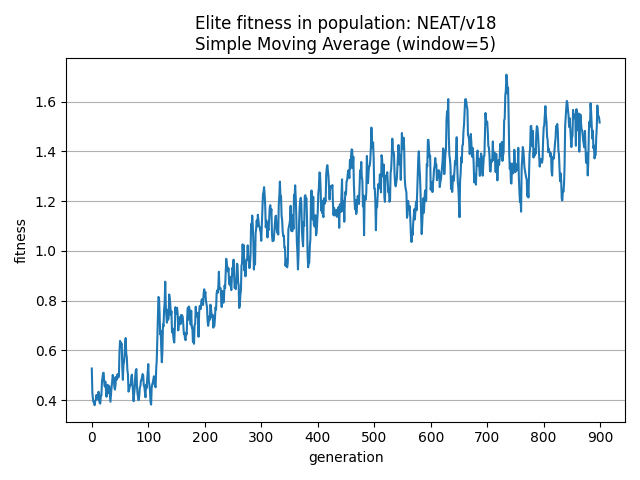 Elite fitness in population: NEAT/v18
Simple Moving Average (window=5)
fitness
1.6
1.4
1.2
1.0
0.8
0.6
0.4
0 100 200 300 400 500 600 700 800 900
generation